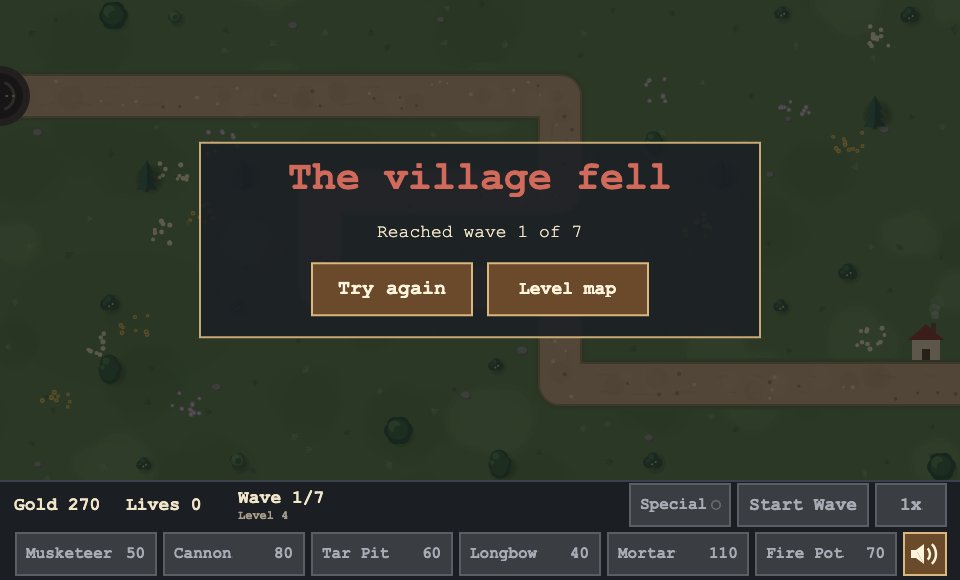 The village fell
Reached wave 1 of 7
Try again
Level map
Gold 270
Lives 0
Wave 1/7
Level 4
Special
Start Wave
1x
Musketeer 50
Cannon 80
Tar Pit 60
Longbow 40
Mortar 110
Fire Pot 70